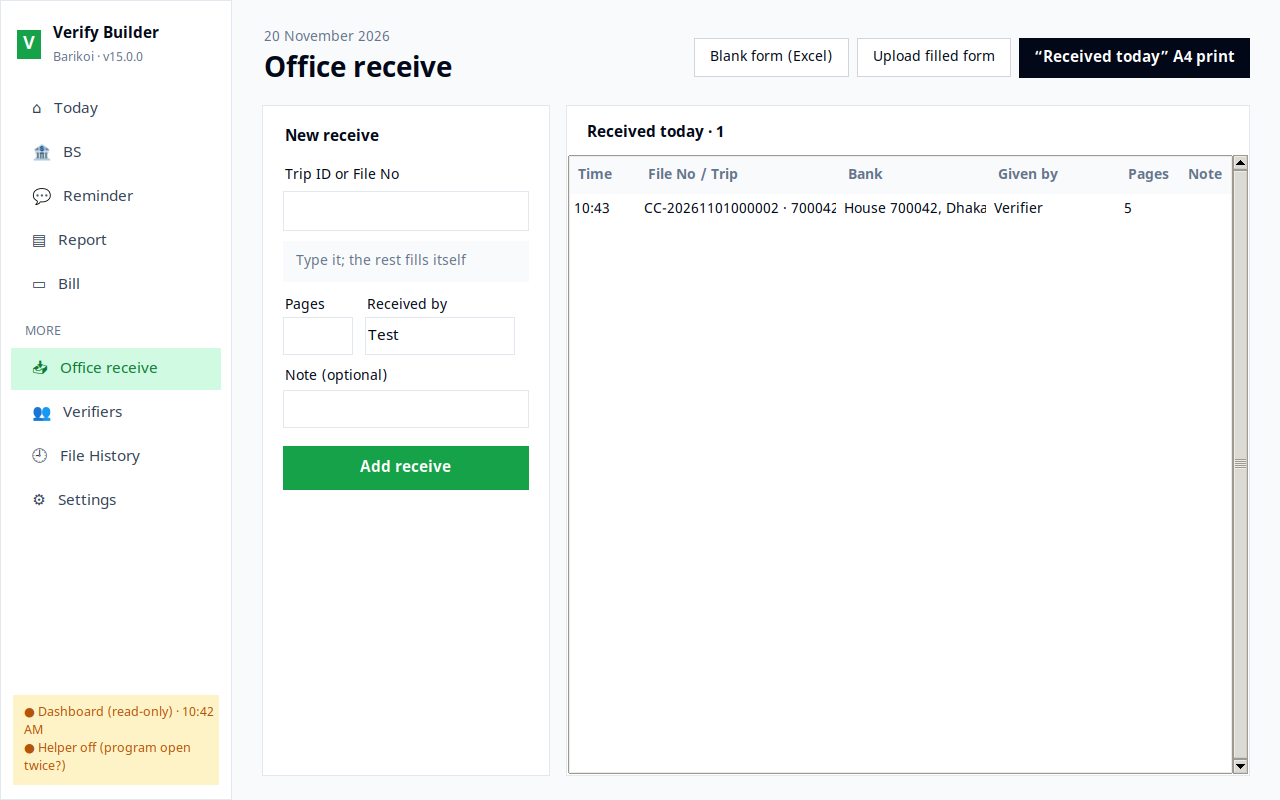 V
Verify Builder
Barikoi · v15.0.0
Today
BS
Reminder
Report
Bill
MORE
Office receive
Verifiers
File History
Settings
● Dashboard (read-only) · 10:42
AM
● Helper off (program open
twice?)
20 November 2026
Office receive
Blank form (Excel)
Upload filled form
“Received today” A4 print
New receive
Trip ID or File No
Type it; the rest fills itself
Pages
Received by
Test
Note (optional)
Add receive
Received today · 1
Time File No / Trip Bank Given by Pages Note
10:43 CC-20261101000002 · 700042 House 700042, Dhaka Verifier 5